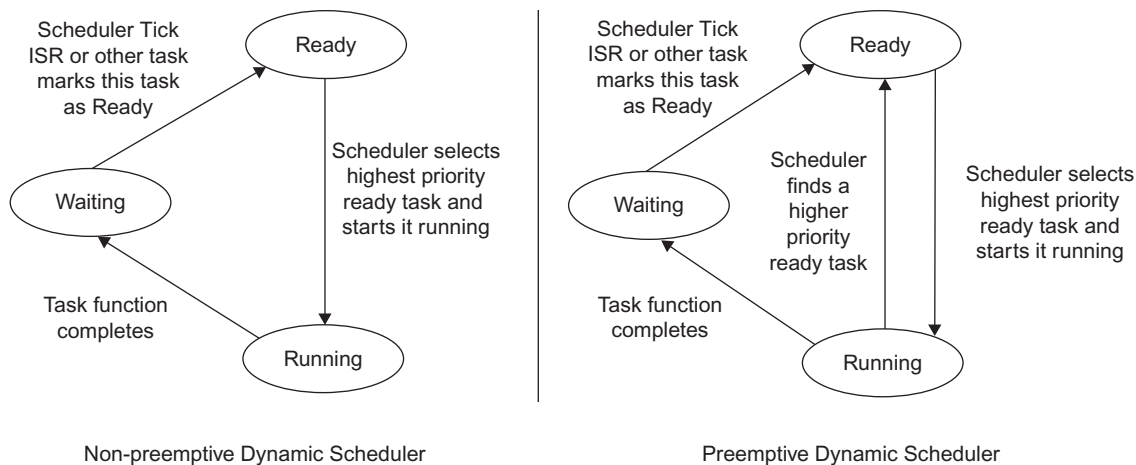 Scheduler Tick
ISR or other task
marks this task
as Ready
Ready
Scheduler selects
highest priority
ready task and
starts it running
Waiting
Task function
completes
Running
Non-preemptive Dynamic Scheduler
Scheduler Tick
ISR or other task
marks this task
as Ready
Ready
Scheduler
finds a
higher
priority
ready task
Scheduler selects
highest priority
ready task and
starts it running
Waiting
Task function
completes
Running
Preemptive Dynamic Scheduler